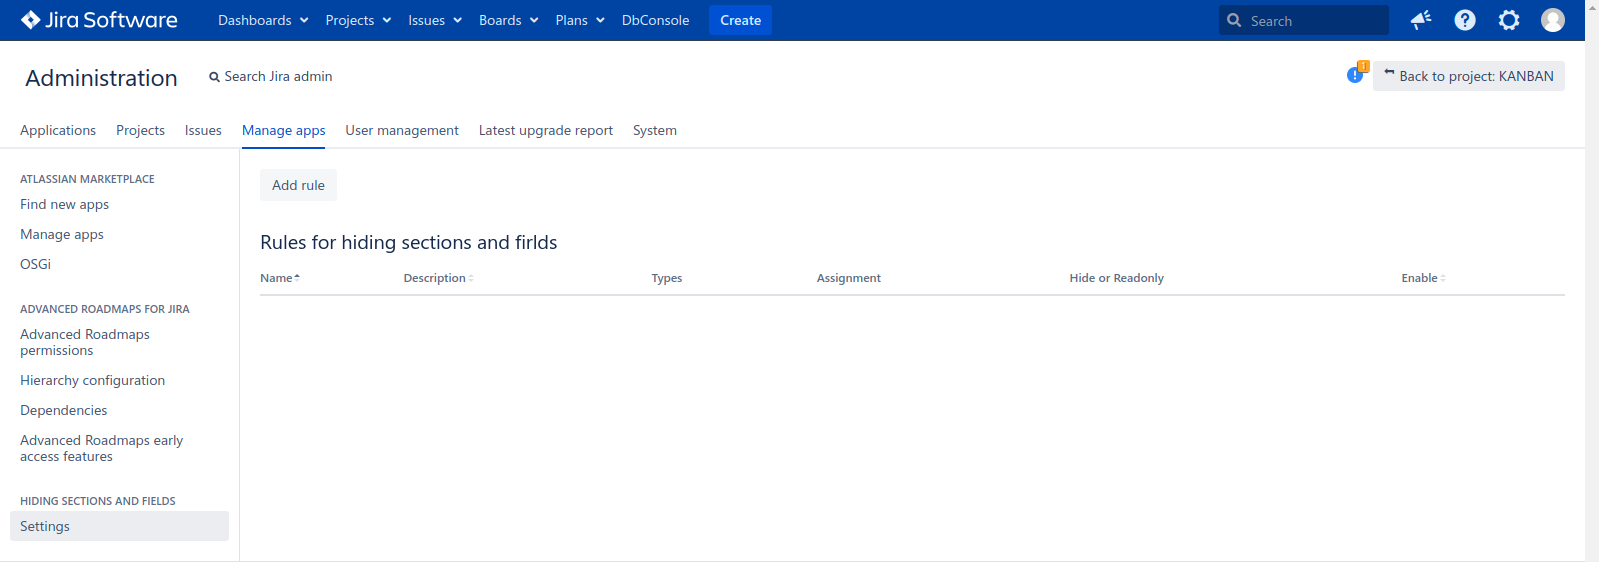 Jira Software Dashboards Projects Issues Boards Plans DbConsole Create Search
Administration Search Jira admin 1 Back to project: KANBAN
Applications Projects Issues Manage apps User management Latest upgrade report System
ATLASSIAN MARKETPLACE
Find new apps
Manage apps
OSGi
ADVANCED ROADMAPS FOR JIRA
Advanced Roadmaps
permissions
Hierarchy configuration
Dependencies
Advanced Roadmaps early
access features
HIDING SECTIONS AND FIELDS
Settings
Add rule
Rules for hiding sections and firlds
Name Description Types Assignment Hide or Readonly Enable